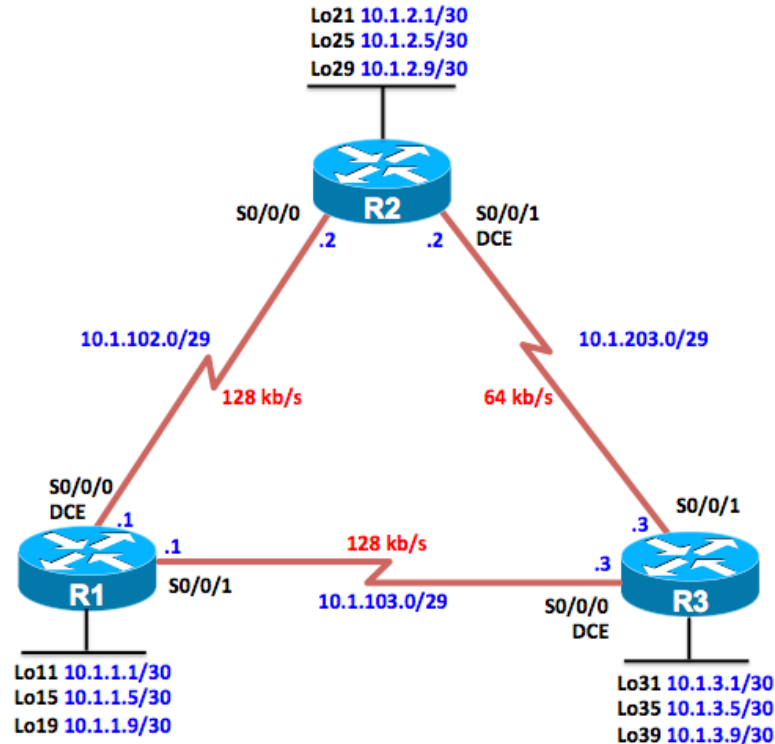 Lo21 10.1.2.1/30
Lo25 10.1.2.5/30
Lo29 10.1.2.9/30
R2
S0/0/0
S0/0/1
DCE
.2
.2
10.1.102.0/29
10.1.203.0/29
128 kb/s
64 kb/s
S0/0/0
DCE
.1
S0/0/1
.3
.1
128 kb/s
.3
R1
S0/0/1
10.1.103.0/29
S0/0/0
DCE
R3
Lo11 10.1.1.1/30
Lo15 10.1.1.5/30
Lo19 10.1.1.9/30
Lo31 10.1.3.1/30
Lo35 10.1.3.5/30
Lo39 10.1.3.9/30